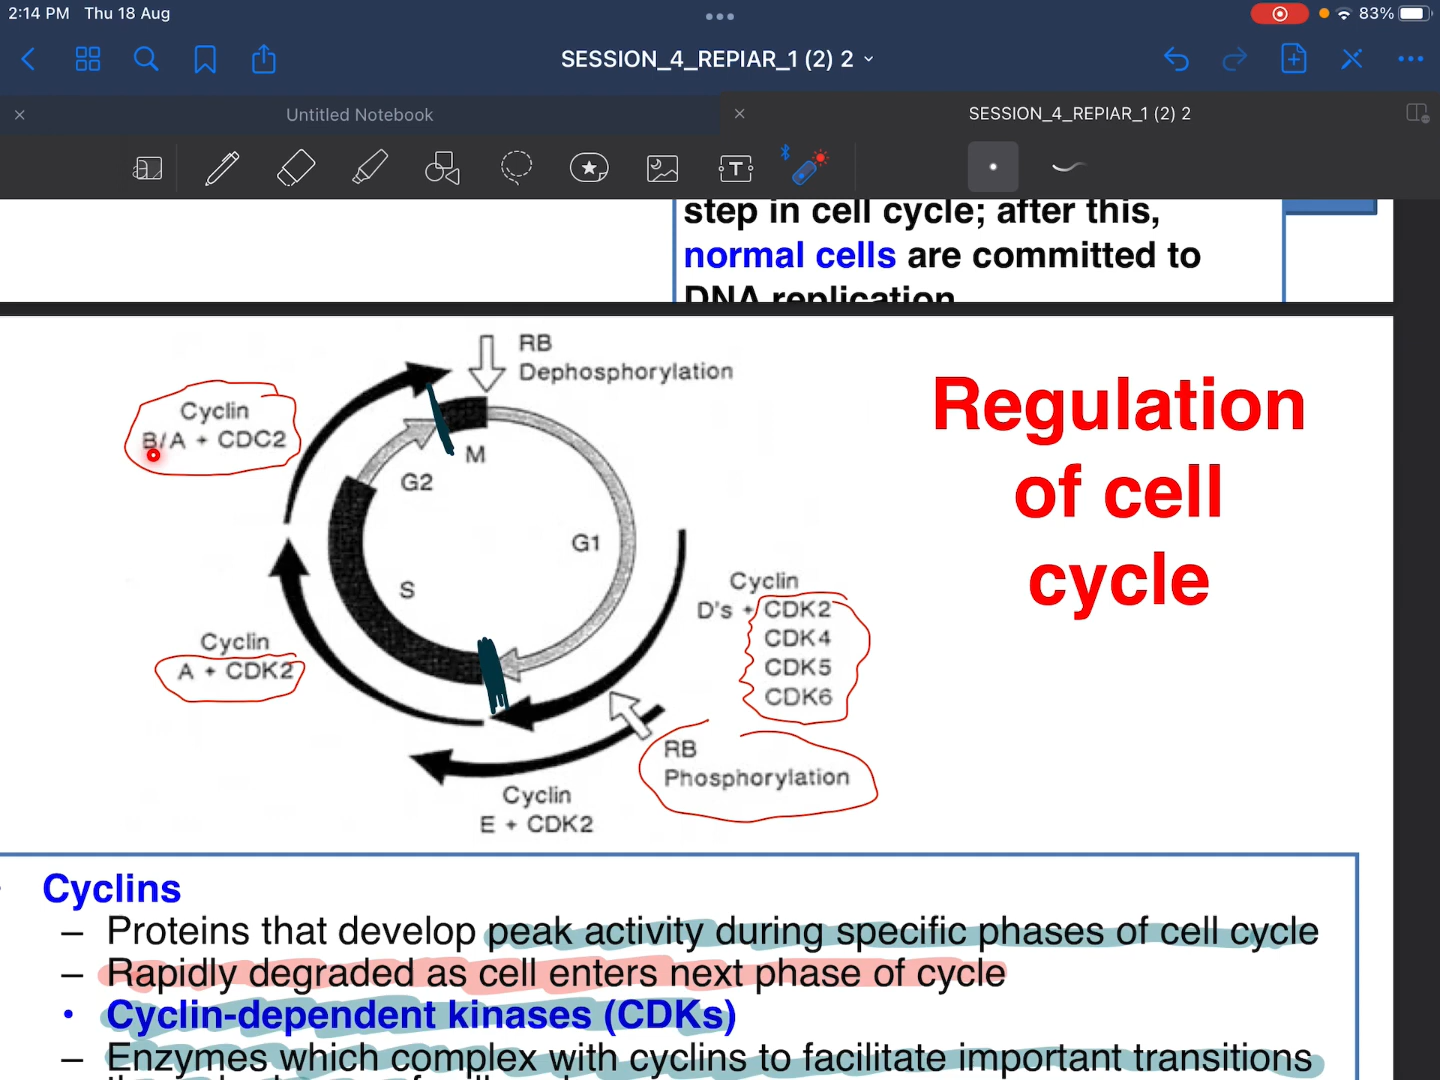 2:14 PM Thu 18 Aug
83%
SESSION_4_REPIAR_1 (2) 2
Untitled Notebook
SESSION_4_REPIAR_1 (2) 2
T
step in cell cycle; after this,
normal cells are committed to
DNA replication
RB
Dephosphorylation
Cyclin
B/A + CDC2
M
G2
G1
S
Cyclin
D's + CDK2
CDK4
CDK5
CDK6
Cyclin
A + CDK2
RB
Phosphorylation
Cyclin
E + CDK2
Regulation
of cell
cycle
Cyclins
– Proteins that develop peak activity during specific phases of cell cycle
– Rapidly degraded as cell enters next phase of cycle
• Cyclin-dependent kinases (CDKs)
– Enzymes which complex with cyclins to facilitate important transitions